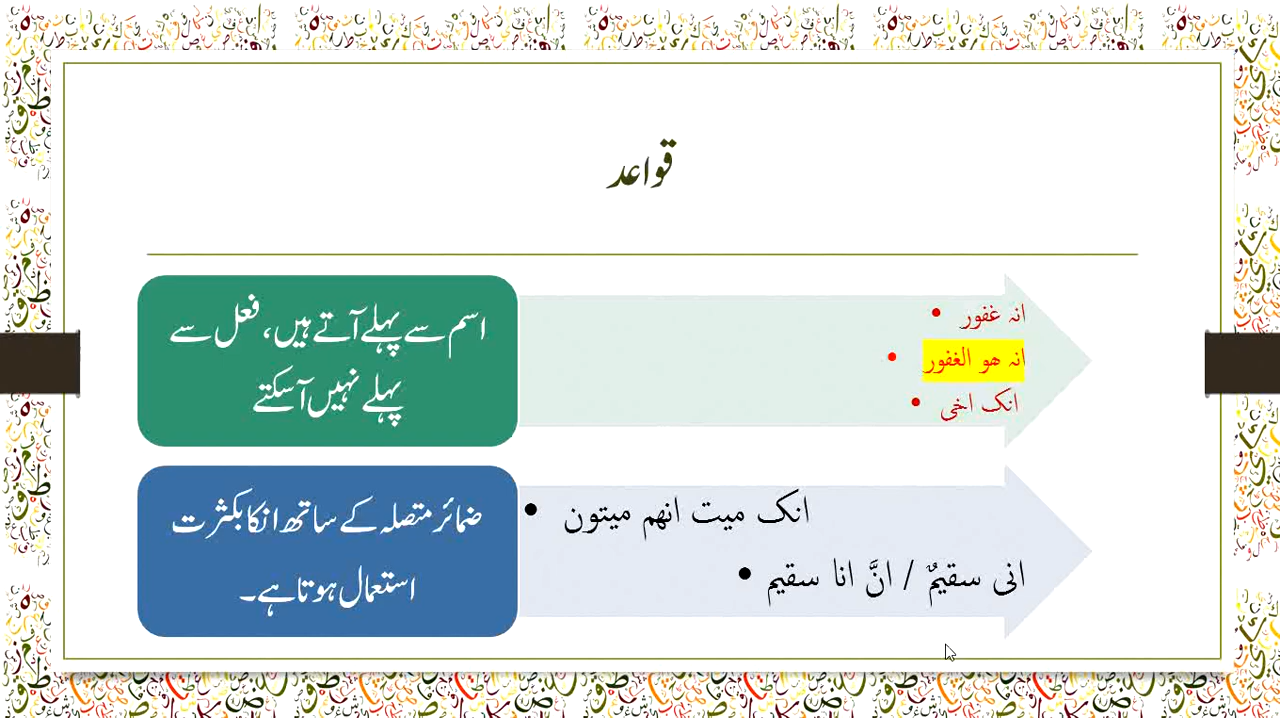 قواعد
اسم سے پہلے آتے ہیں، فعل سے
پہلے نہیں آسکتے
انہ غفور
انہ ھو الغفور
انک اخی
ضمائر متصلہ کے ساتھ انکا بکثرت
استعمال ہوتا ہے۔
انک میت انھم میتون
انی سقیمٌ / انَّ انا سقیم